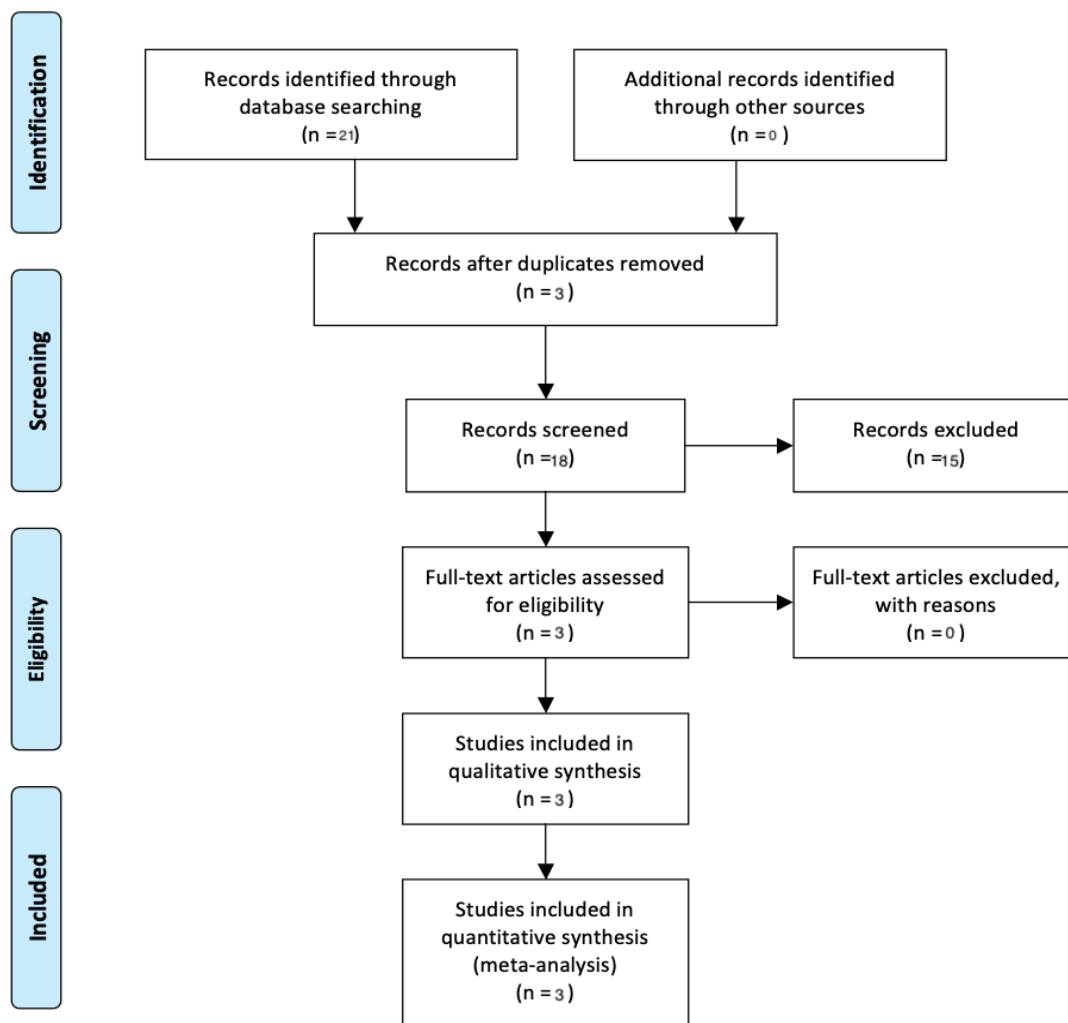 Identification
Records identified through
database searching
(n =21)
Additional records identified
through other sources
(n =0 )
Screening
Records after duplicates removed
(n =3 )
Records screened
(n =18)
Records excluded
(n =15)
Eligibility
Full-text articles assessed
for eligibility
(n =3 )
Full-text articles excluded,
with reasons
(n =0 )
Studies included in
qualitative synthesis
(n =3 )
Included
Studies included in
quantitative synthesis
(meta-analysis)
(n =3 )